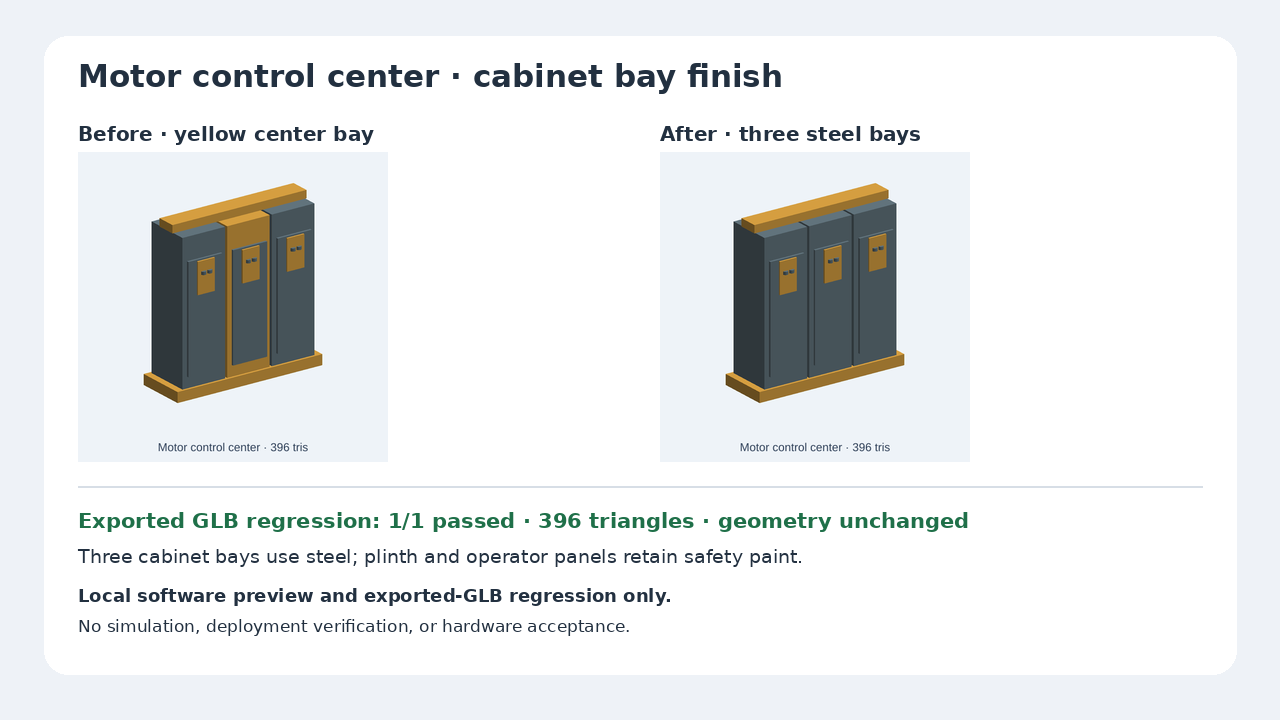 Motor control center · cabinet bay finish
Before · yellow center bay
After · three steel bays
Motor control center · 396 tris
Motor control center · 396 tris
Exported GLB regression: 1/1 passed · 396 triangles · geometry unchanged
Three cabinet bays use steel; plinth and operator panels retain safety paint.
Local software preview and exported-GLB regression only.
No simulation, deployment verification, or hardware acceptance.